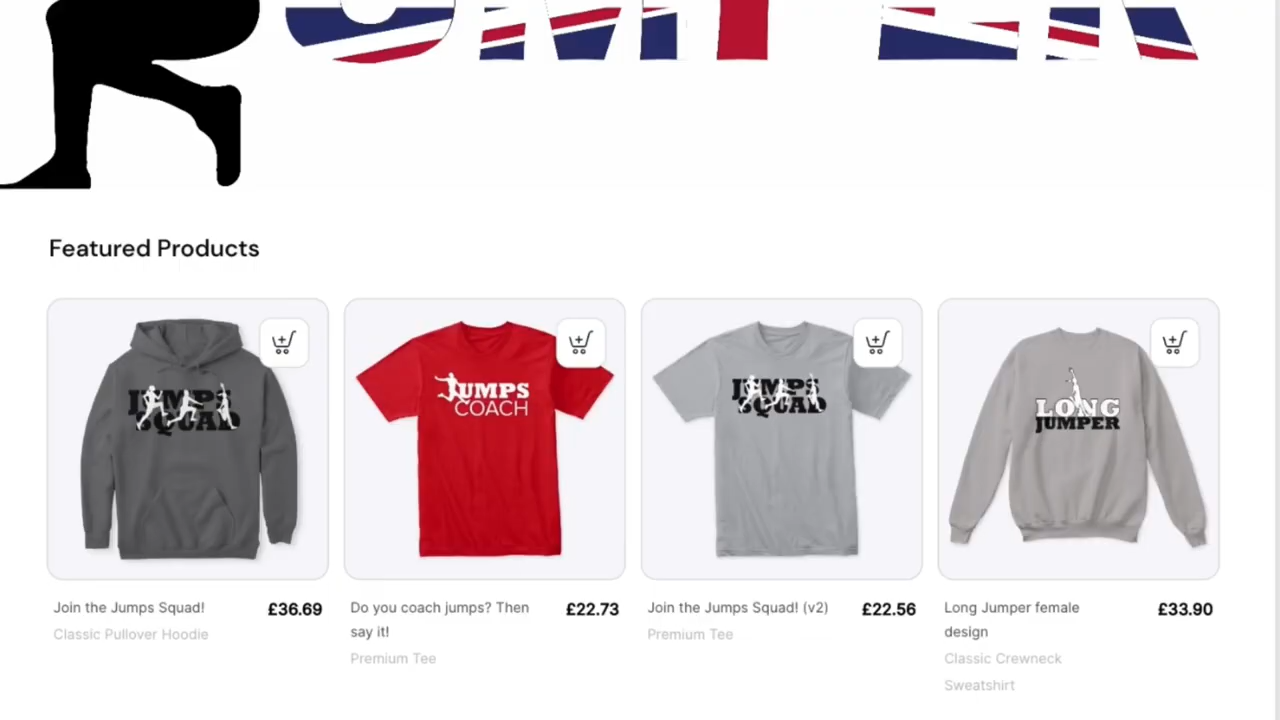 UMPER
Featured Products
JUMPS
SQUAD
JUMPS
COACH
JUMPS
SQUAD
LONG
JUMPER
Join the Jumps Squad!
£36.69
Classic Pullover Hoodie
Do you coach jumps? Then
say it!
£22.73
Premium Tee
Join the Jumps Squad! (v2)
£22.56
Premium Tee
Long Jumper female
design
£33.90
Classic Crewneck
Sweatshirt